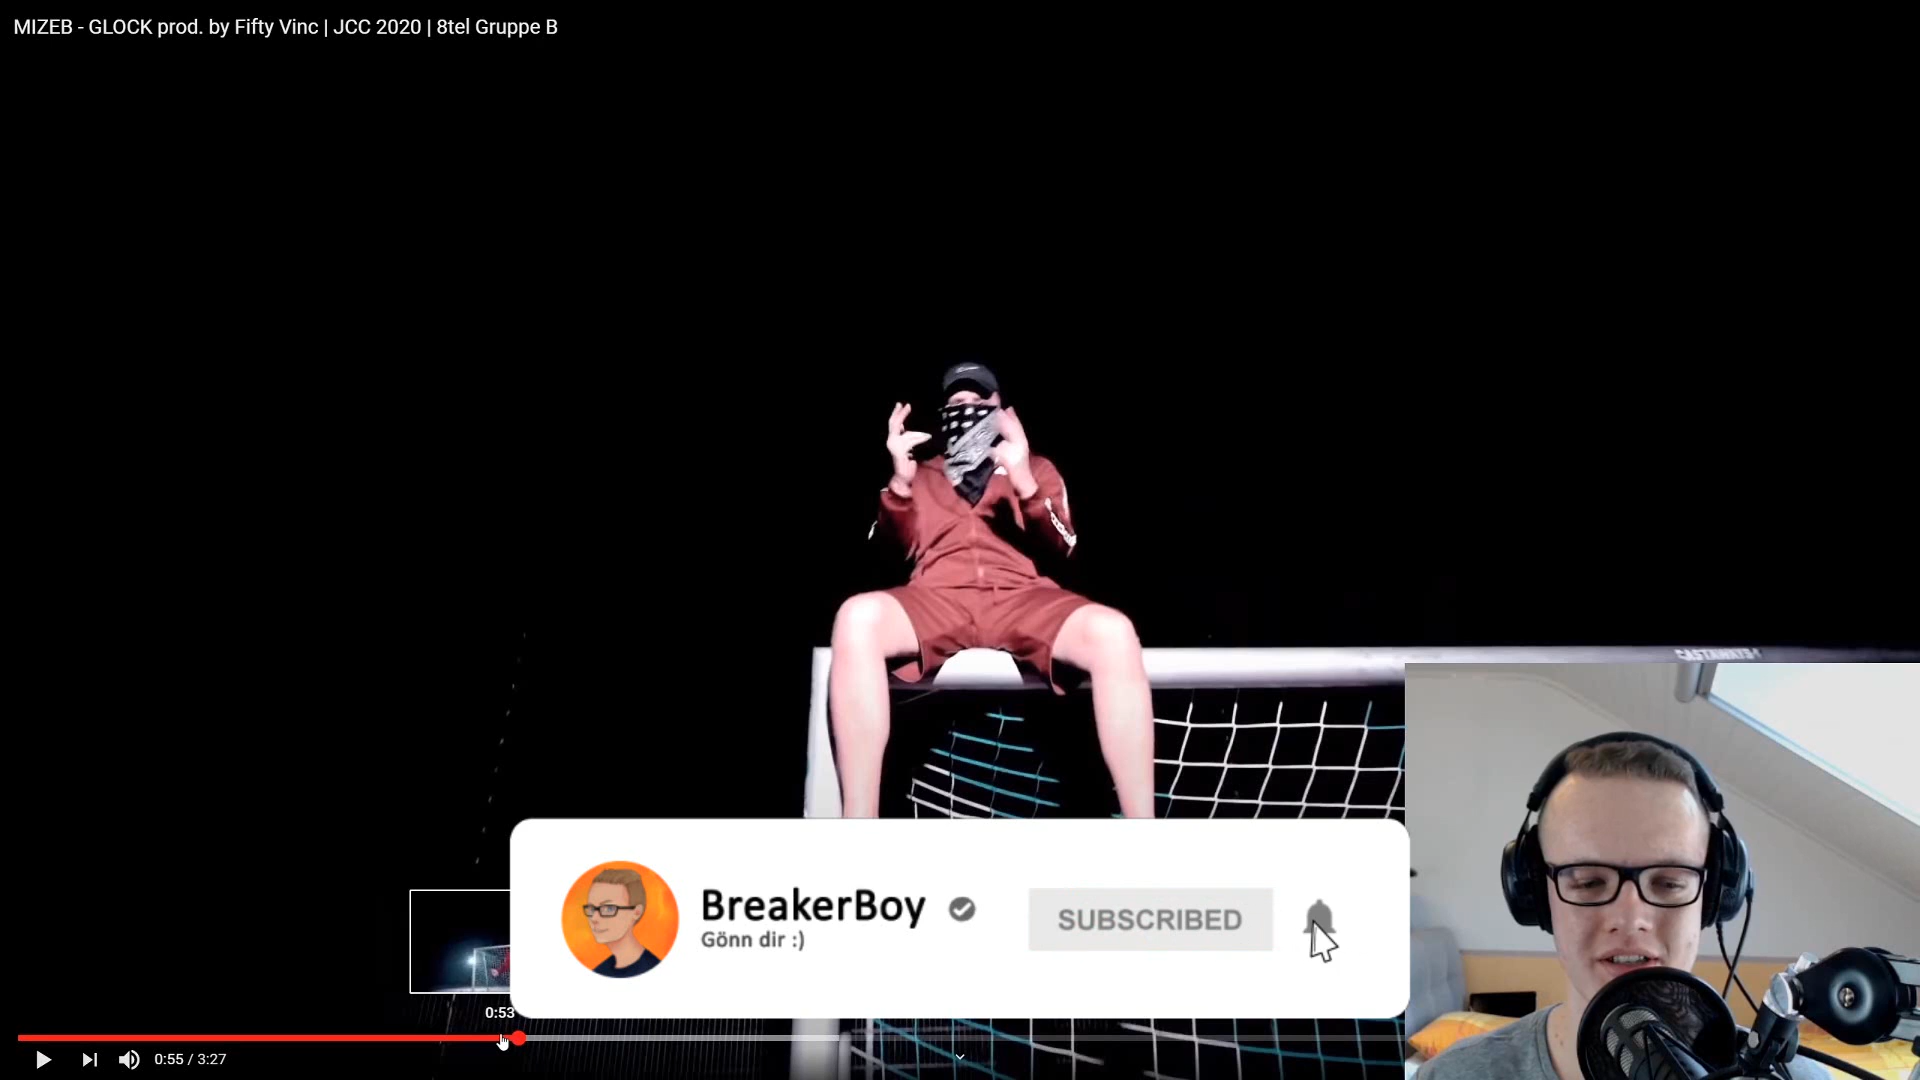 MIZEB - GLOCK prod. by Fifty Vinc | JCC 2020 | 8tel Gruppe B
BreakerBoy
Gönn dir :)
SUBSCRIBED
0:53
0:55 / 3:27